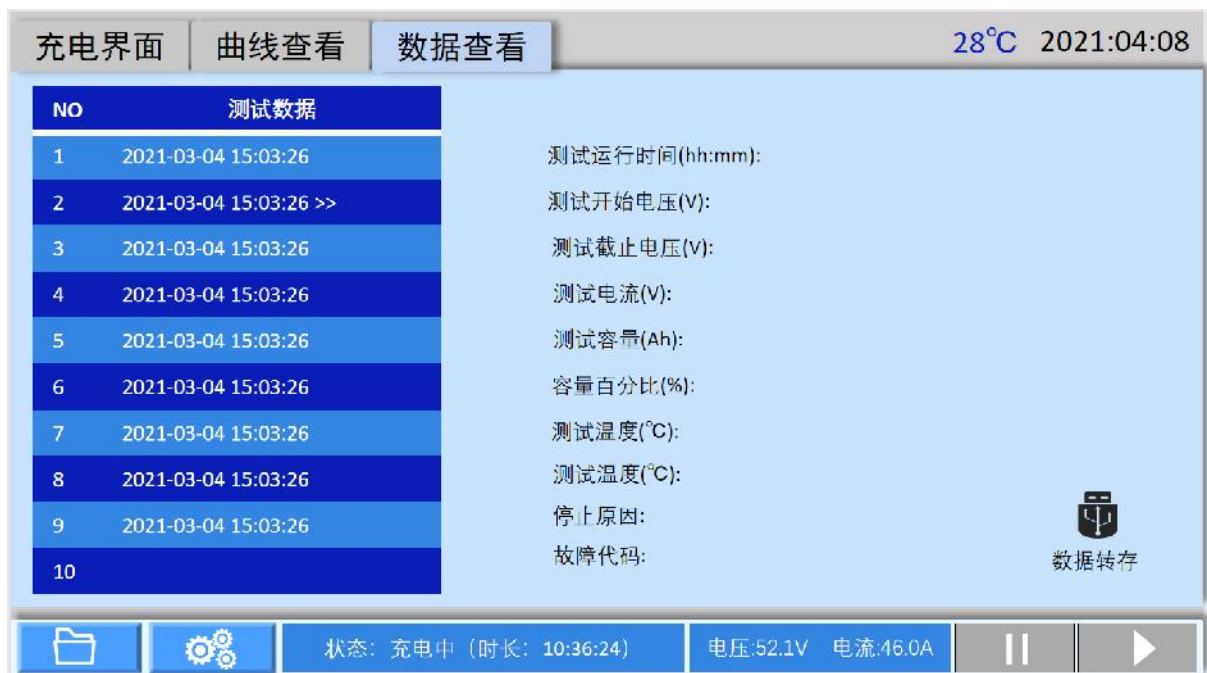 充电界面 曲线查看 数据查看 28℃ 2021:04:08
NO 测试数据
1 2021-03-04 15:03:26
2 2021-03-04 15:03:26 >>
3 2021-03-04 15:03:26
4 2021-03-04 15:03:26
5 2021-03-04 15:03:26
6 2021-03-04 15:03:26
7 2021-03-04 15:03:26
8 2021-03-04 15:03:26
9 2021-03-04 15:03:26
10
测试运行时间(hh:mm):
测试开始电压(V):
测试截止电压(V):
测试电流(V):
测试容量(Ah):
容量百分比(%):
测试温度(℃):
测试温度(℃):
停止原因:
故障代码:
数据转存
状态：充电中（时长：10:36:24） 电压:52.1V 电流:46.0A